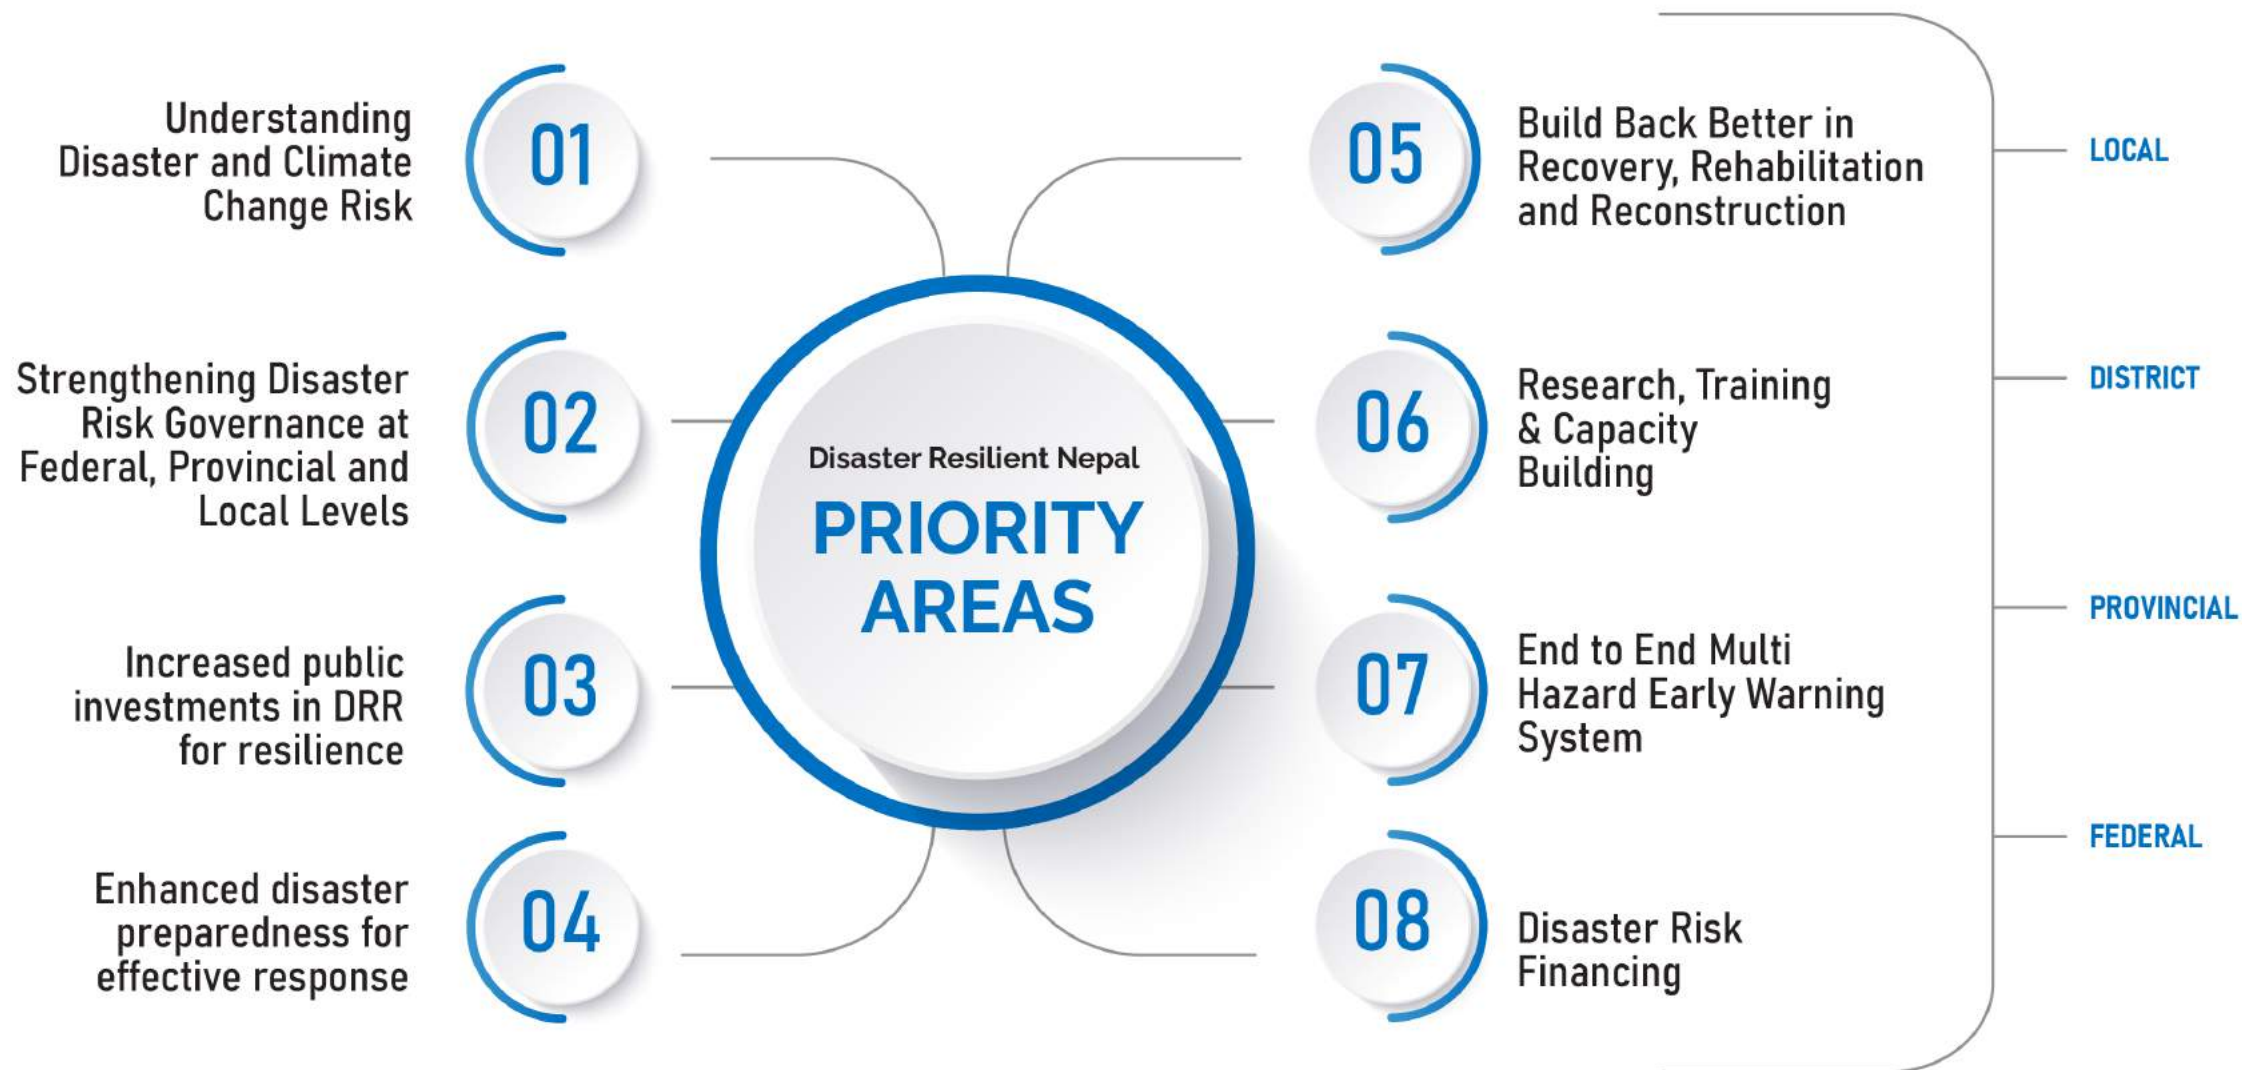 Understanding
Disaster and Climate
Change Risk
01
Strengthening Disaster
Risk Governance at
Federal, Provincial and
Local Levels
02
Increased public
investments in DRR
for resilience
03
Enhanced disaster
preparedness for
effective response
04
Disaster Resilient Nepal
PRIORITY
AREAS
05
Build Back Better in
Recovery, Rehabilitation
and Reconstruction
06
Research, Training
& Capacity
Building
07
End to End Multi
Hazard Early Warning
System
08
Disaster Risk
Financing
LOCAL
DISTRICT
PROVINCIAL
FEDERAL